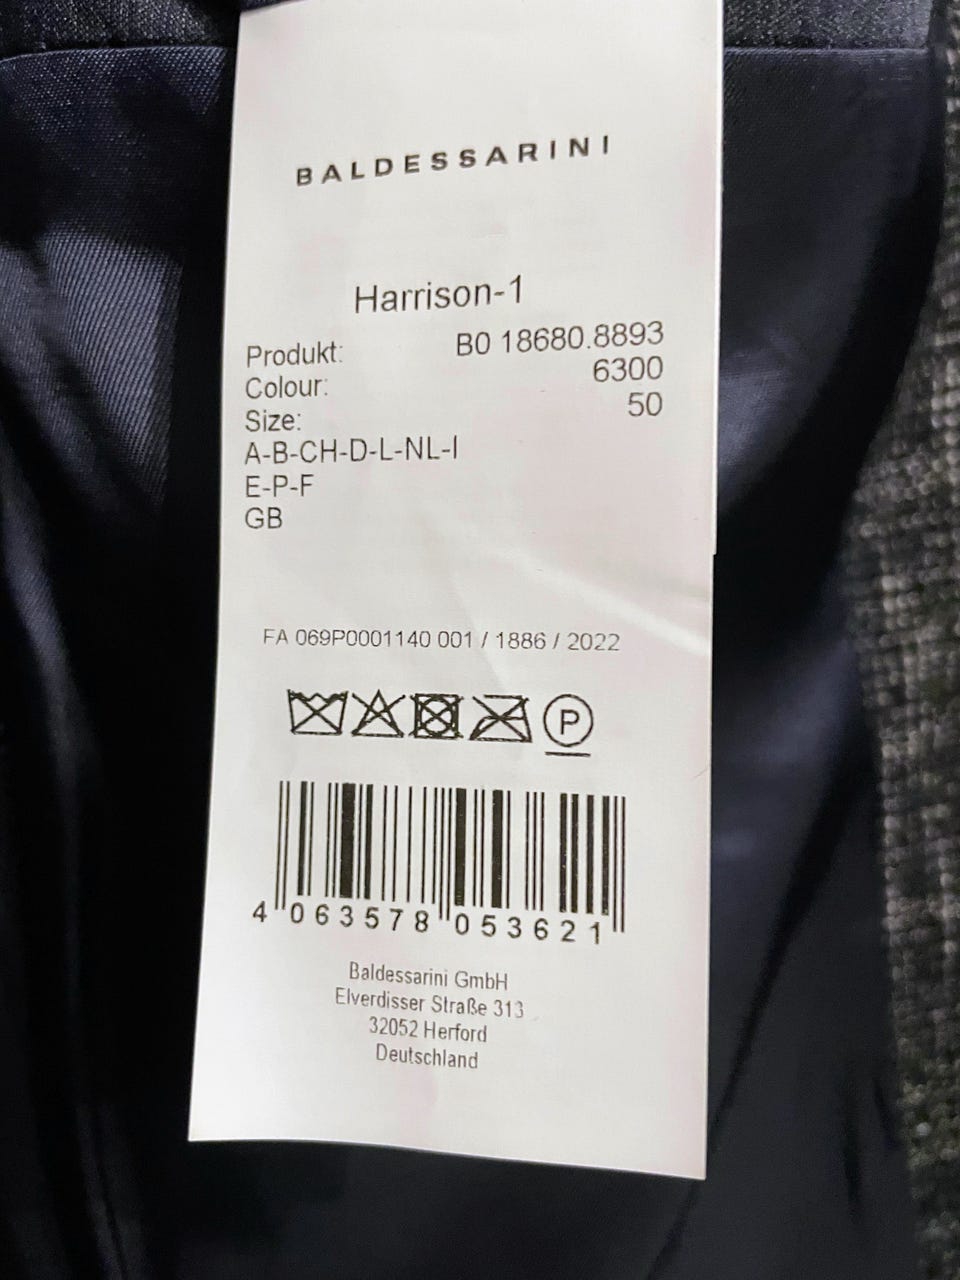 BALDESSARINI
Harrison-1
Produkt: B0 18680.8893
Colour: 6300
Size: 50
A-B-CH-D-L-NL-I
E-P-F
GB
FA 069P0001140 001 / 1886 / 2022
P
4 063578 053621
Baldessarini GmbH
Elverdisser Straße 313
32052 Herford
Deutschland